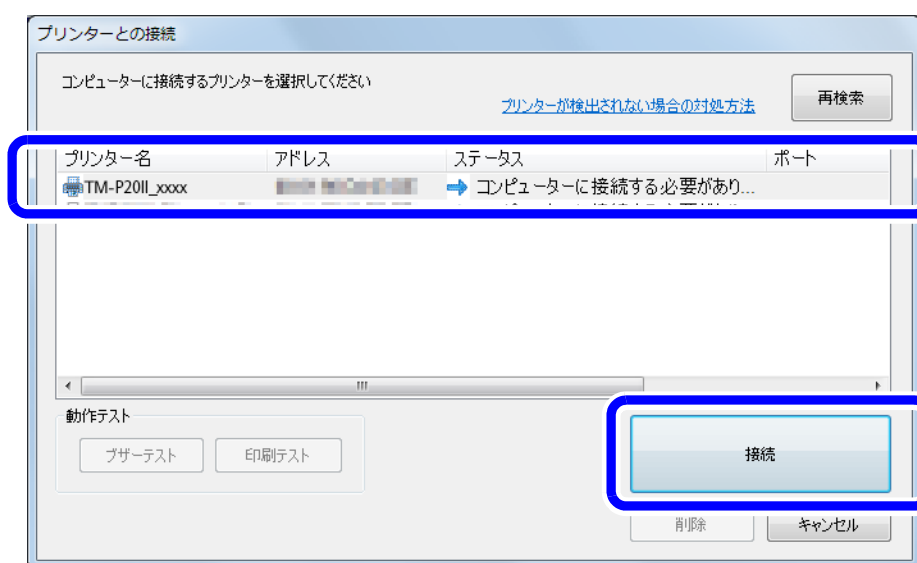 プリンターとの接続
コンピューターに接続するプリンターを選択してください
プリンターが検出されない場合の対処方法
再検索
プリンター名 アドレス ステータス ポート
TM-P20II_xxxx コンピューターに接続する必要があり...
動作テスト
ブザーテスト 印刷テスト
接続
削除 キャンセル